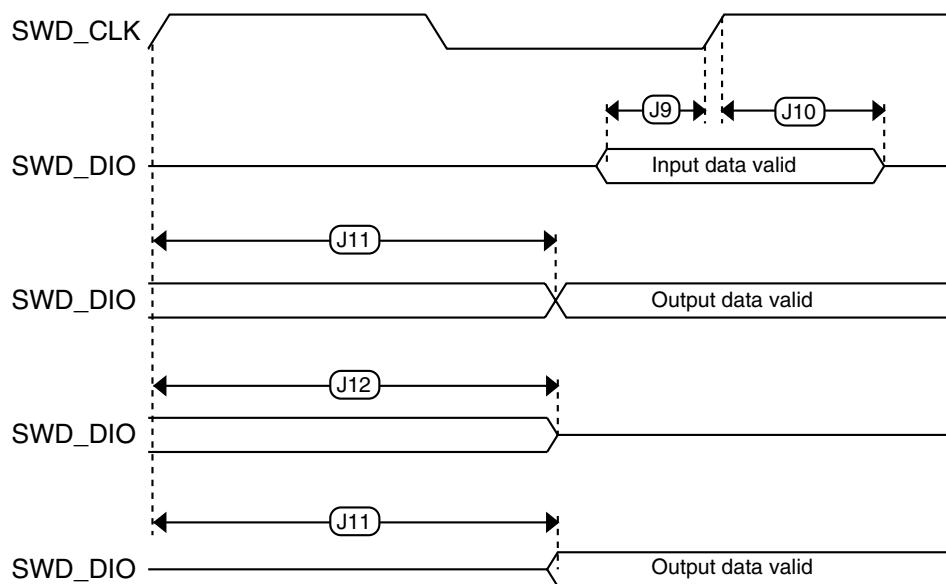 SWD_CLK
J9
J10
SWD_DIO
Input data valid
J11
SWD_DIO
Output data valid
J12
SWD_DIO
J11
SWD_DIO
Output data valid